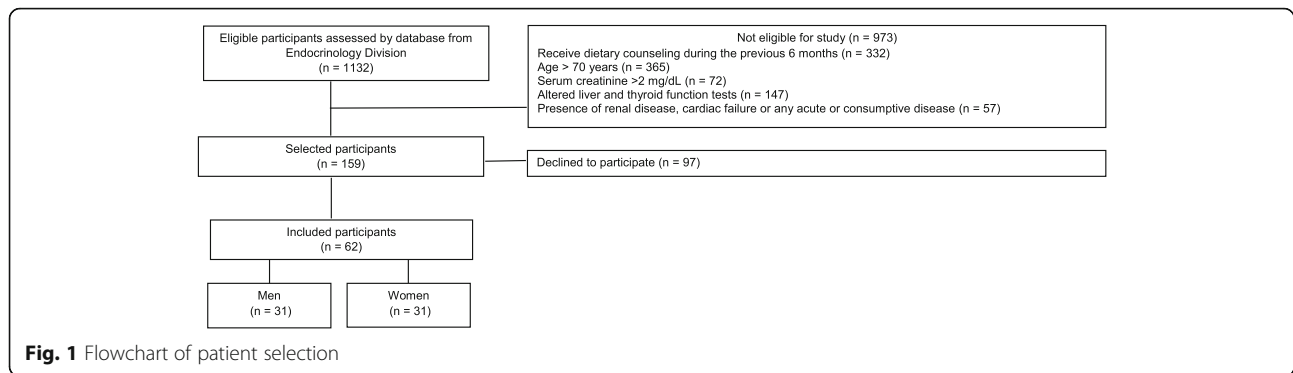 Eligible participants assessed by database from
Endocrinology Division
(n = 1132)
Not eligible for study (n = 973)
Receive dietary counseling during the previous 6 months (n = 332)
Age > 70 years (n = 365)
Serum creatinine >2 mg/dL (n = 72)
Altered liver and thyroid function tests (n = 147)
Presence of renal disease, cardiac failure or any acute or consumptive disease (n = 57)
Selected participants
(n = 159)
Declined to participate (n = 97)
Included participants
(n = 62)
Men
(n = 31)
Women
(n = 31)
Fig. 1 Flowchart of patient selection